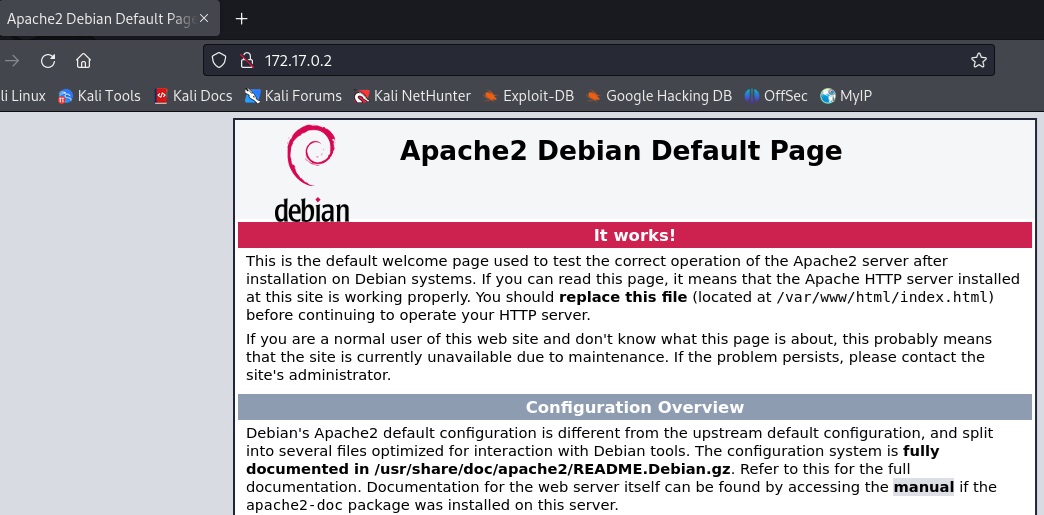 Apache2 Debian Default Page
172.17.0.2
li Linux Kali Tools Kali Docs Kali Forums Kali NetHunter Exploit-DB Google Hacking DB OffSec MyIP
Apache2 Debian Default Page
debian
It works!
This is the default welcome page used to test the correct operation of the Apache2 server after
installation on Debian systems. If you can read this page, it means that the Apache HTTP server installed
at this site is working properly. You should replace this file (located at /var/www/html/index.html)
before continuing to operate your HTTP server.
If you are a normal user of this web site and don't know what this page is about, this probably means
that the site is currently unavailable due to maintenance. If the problem persists, please contact the
site's administrator.
Configuration Overview
Debian's Apache2 default configuration is different from the upstream default configuration, and split
into several files optimized for interaction with Debian tools. The configuration system is fully
documented in /usr/share/doc/apache2/README.Debian.gz. Refer to this for the full
documentation. Documentation for the web server itself can be found by accessing the manual if the
apache2-doc package was installed on this server.